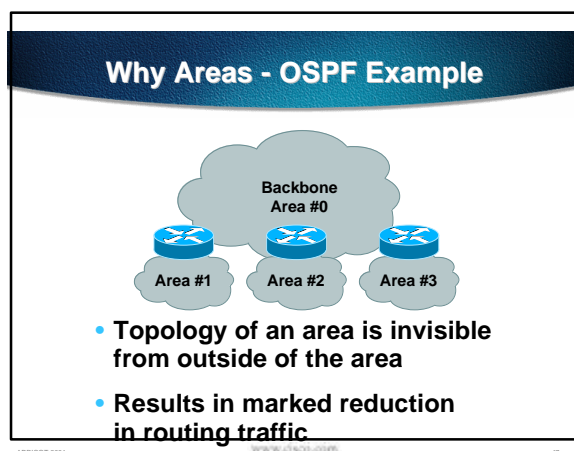 Why Areas - OSPF Example
Backbone
Area #0
Area #1
Area #2
Area #3
• Topology of an area is invisible
from outside of the area
• Results in marked reduction
in routing traffic